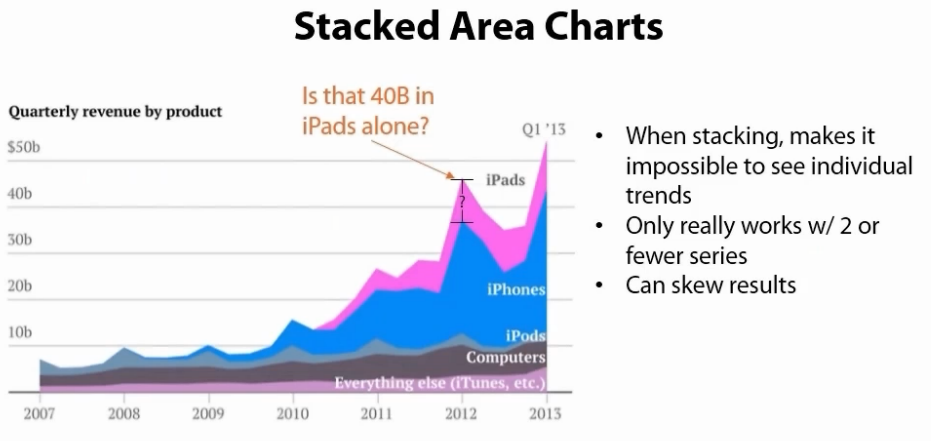 Stacked Area Charts
Is that 40B in
iPads alone?
Quarterly revenue by product
Q1 '13
$50b
40b
30b
20b
10b
iPads
?
iPhones
iPods
Computers
Everything else (iTunes, etc.)
2007 2008 2009 2010 2011 2012 2015
• When stacking, makes it
impossible to see individual
trends
• Only really works w/ 2 or
fewer series
• Can skew results